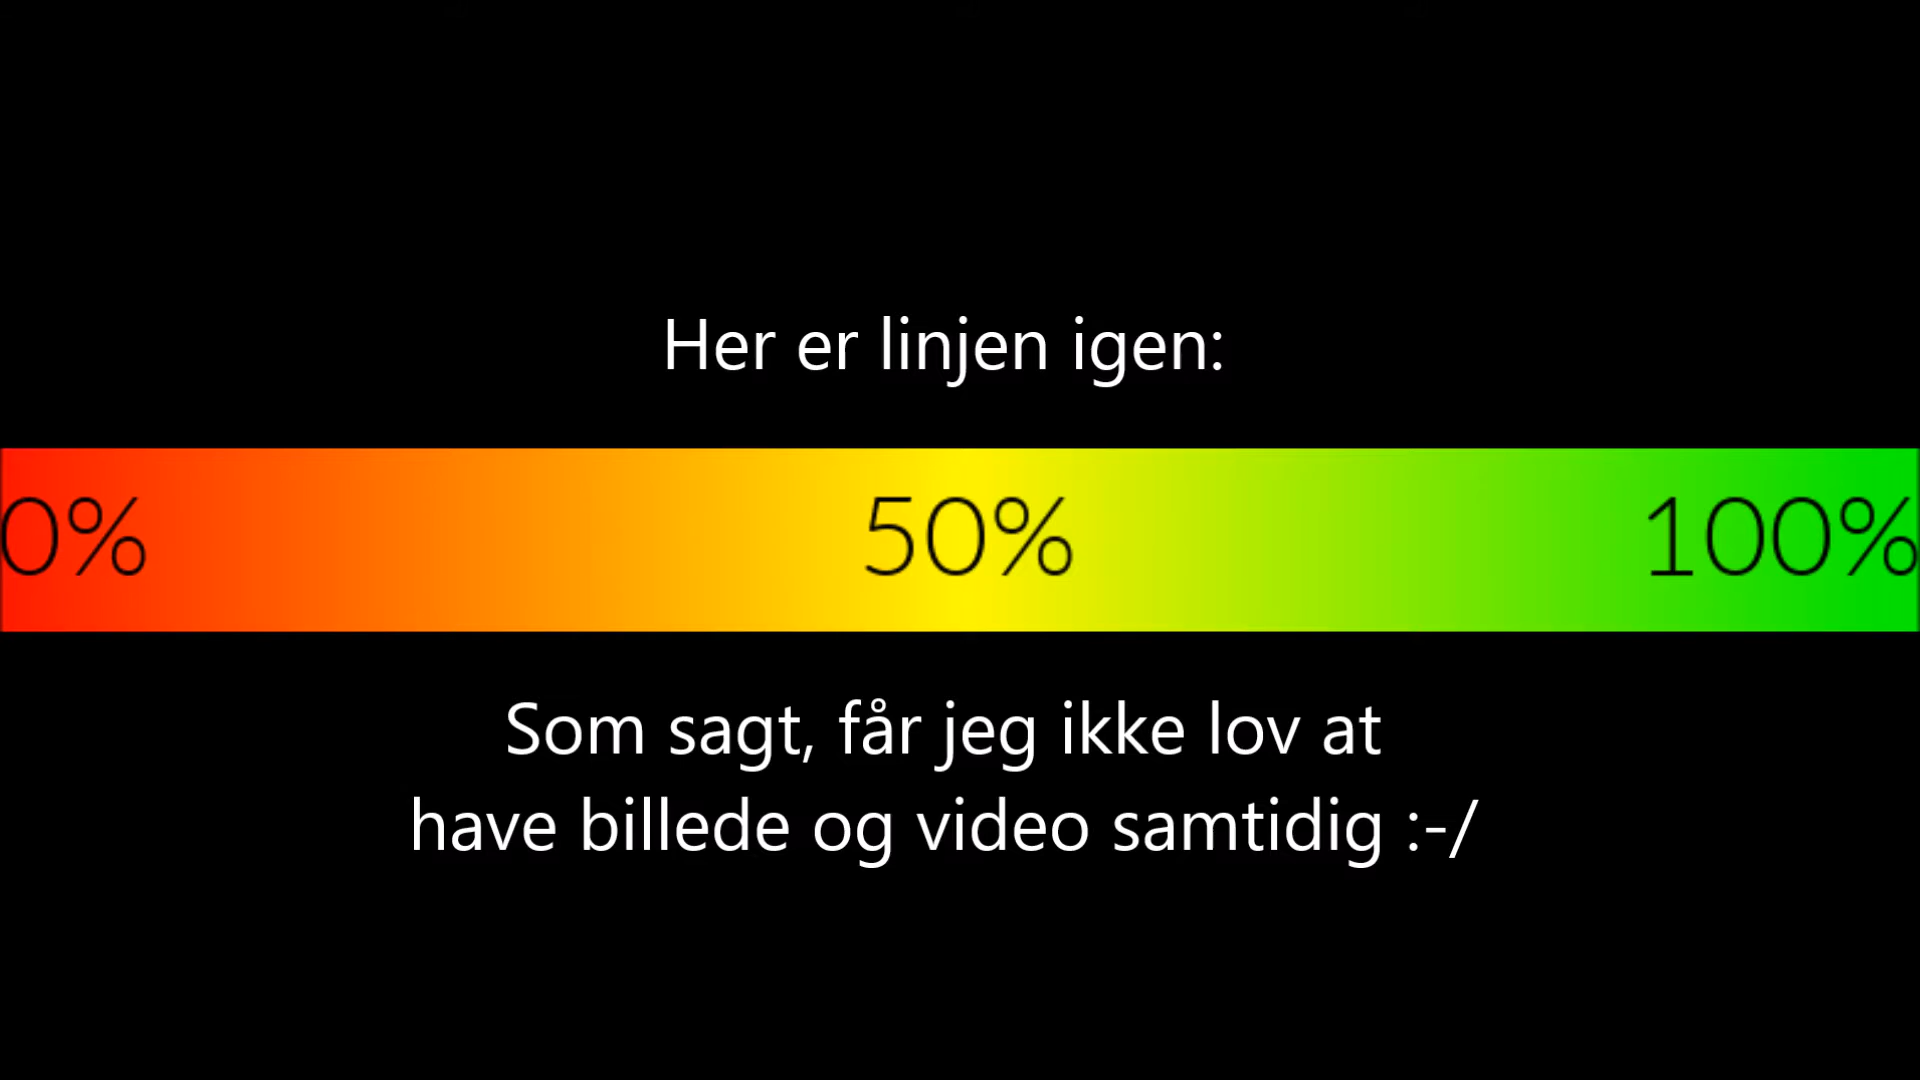 Her er linjen igen:
0% 50% 100%
Som sagt, får jeg ikke lov at
have billede og video samtidig :-/